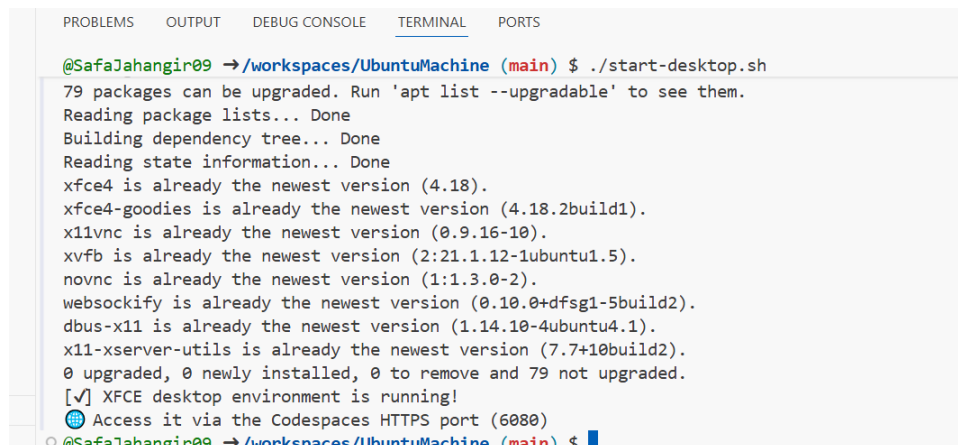 PROBLEMS OUTPUT DEBUG CONSOLE TERMINAL PORTS
@SafaJahangir09 →/workspaces/UbuntuMachine (main) $ ./start-desktop.sh
79 packages can be upgraded. Run 'apt list --upgradable' to see them.
Reading package lists... Done
Building dependency tree... Done
Reading state information... Done
xfce4 is already the newest version (4.18).
xfce4-goodies is already the newest version (4.18.2build1).
x11vnc is already the newest version (0.9.16-10).
xvfb is already the newest version (2:21.1.12-1ubuntu1.5).
novnc is already the newest version (1:1.3.0-2).
websockify is already the newest version (0.10.0+dfsg1-5build2).
dbus-x11 is already the newest version (1.14.10-4ubuntu4.1).
x11-xserver-utils is already the newest version (7.7+10build2).
0 upgraded, 0 newly installed, 0 to remove and 79 not upgraded.
[√] XFCE desktop environment is running!
🌐 Access it via the Codespaces HTTPS port (6080)
@SafaJahangir09 →/workspaces/UbuntuMachine (main) $